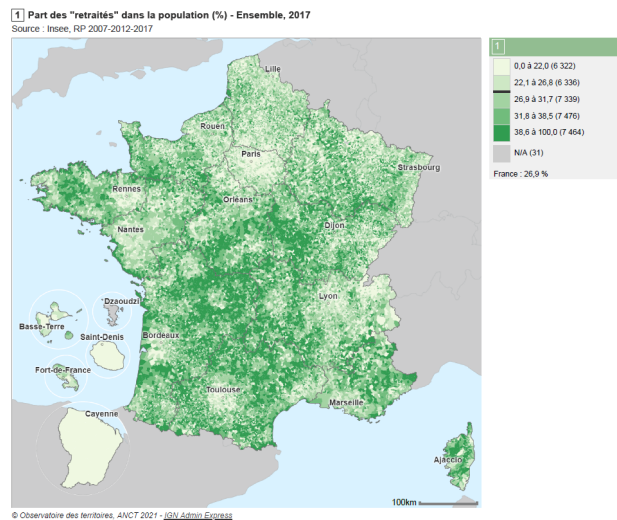 1 Part des "retraités" dans la population (%) - Ensemble, 2017
Source : Insee, RP 2007-2012-2017
1
0,0 à 22,0 (6 322)
22,1 à 26,8 (6 336)
26,9 à 31,7 (7 339)
31,8 à 38,5 (7 476)
38,6 à 100,0 (7 464)
N/A (31)
France : 26,9 %
Lille
Rouen
Paris
Strasbourg
Rennes
Orléans
Nantes
Dijon
Lyon
Dzaoudzi
Basse-Terre
Saint-Denis
Bordeaux
Fort-de-France
Toulouse
Marseille
Cayenne
Ajaccio
100km
© Observatoire des territoires, ANCT 2021 - IGN Admin Express